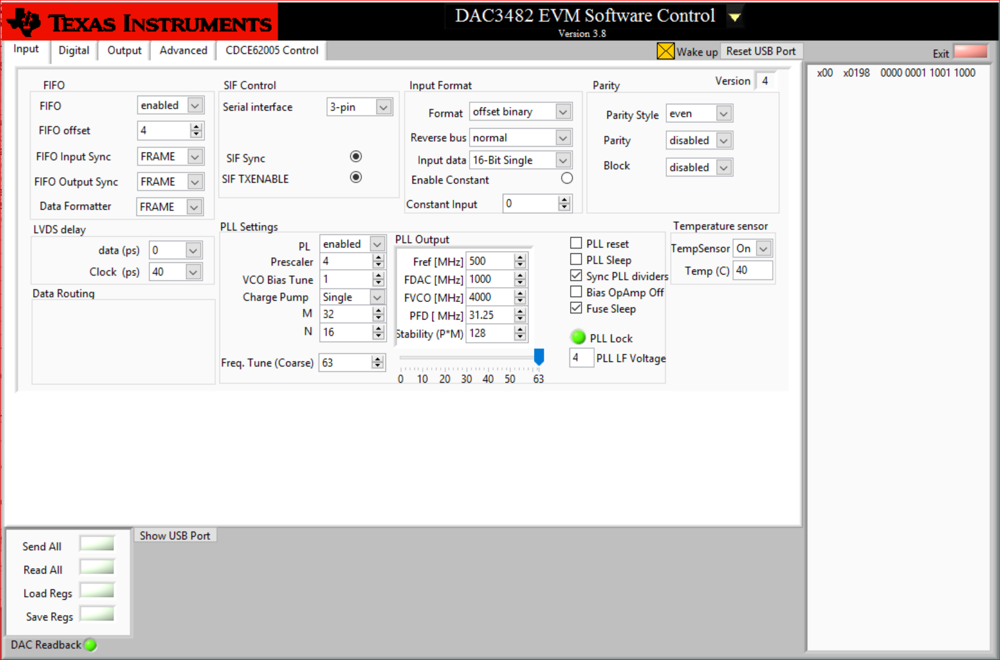 TEXAS INSTRUMENTS
DAC3482 EVM Software Control
Version 3.8
Input
Digital
Output
Advanced
CDCE62005 Control
Wake up
Reset USB Port
Exit
x00 x0198 0000 0001 1001 1000
Version 4
FIFO
FIFO enabled
FIFO offset 4
FIFO Input Sync FRAME
FIFO Output Sync FRAME
Data Formatter FRAME
LVDS delay
data (ps) 0
Clock (ps) 40
Data Routing
SIF Control
Serial interface 3-pin
SIF Sync
SIF TXENABLE
Input Format
Format offset binary
Reverse bus normal
Input data 16-Bit Single
Enable Constant
Constant Input 0
Parity
Parity Style even
Parity disabled
Block disabled
PLL Settings
PL enabled
Prescaler 4
VCO Bias Tune 1
Charge Pump Single
M 32
N 16
Freq. Tune (Coarse) 63
PLL Output
Fref [MHz] 500
FDAC [MHz] 1000
FVCO [MHz] 4000
PFD [ MHz] 31.25
Stability (P*M) 128
0 10 20 30 40 50 63
PLL reset
PLL Sleep
Sync PLL dividers
Bias OpAmp Off
Fuse Sleep
PLL Lock
4 PLL LF Voltage
Temperature sensor
TempSensor On
Temp (C) 40
Send All
Read All
Load Regs
Save Regs
DAC Readback
Show USB Port